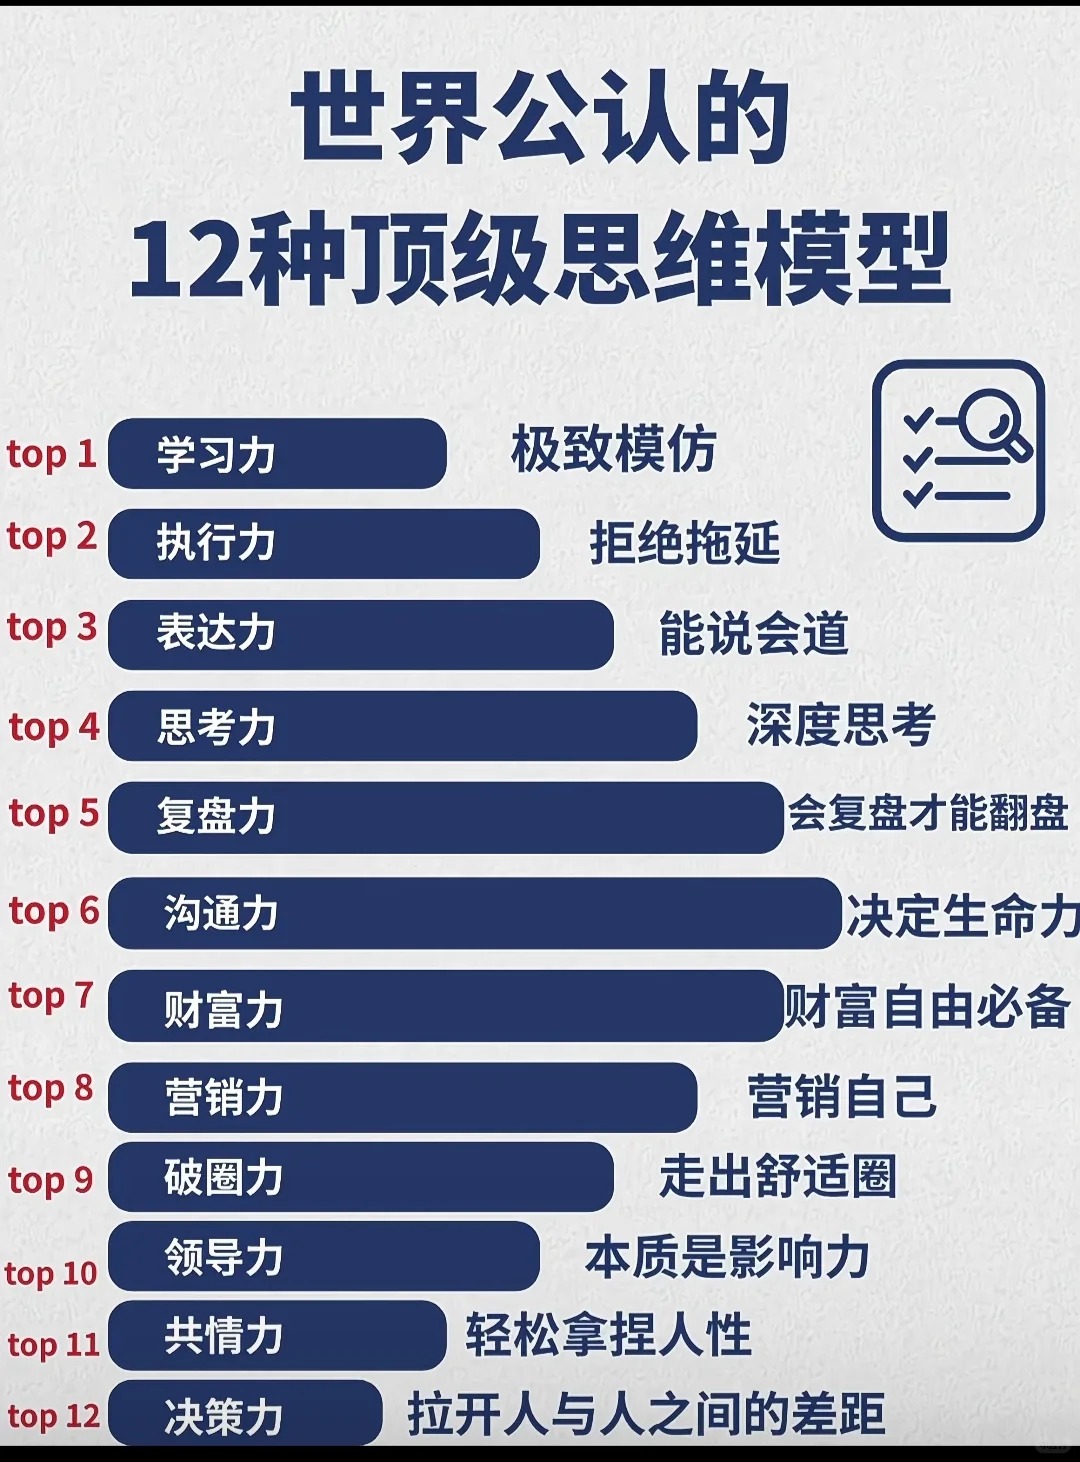 世界公认的
12种顶级思维模型
top 1 学习力 极致模仿
top 2 执行力 拒绝拖延
top 3 表达力 能说会道
top 4 思考力 深度思考
top 5 复盘力 会复盘才能翻盘
top 6 沟通力 决定生命力
top 7 财富力 财富自由必备
top 8 营销力 营销自己
top 9 破圈力 走出舒适圈
top 10 领导力 本质是影响力
top 11 共情力 轻松拿捏人性
top 12 决策力 拉开人与人之间的差距